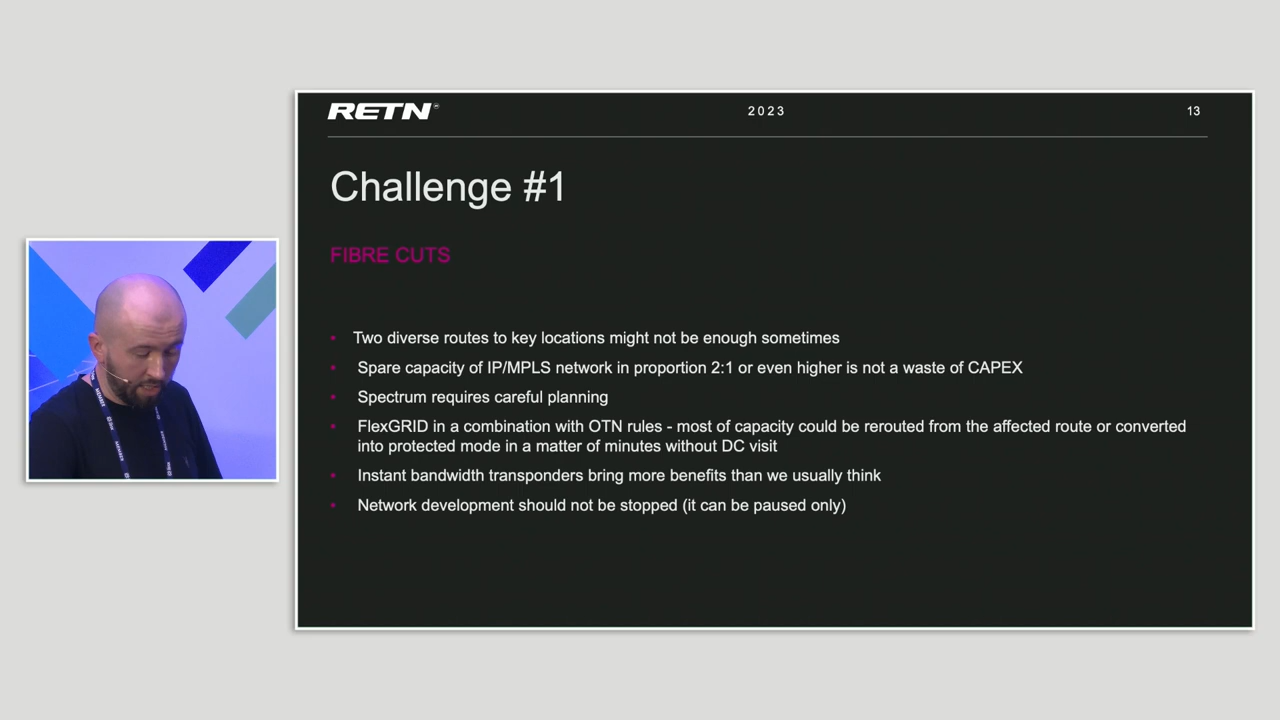 RETN
2023
13
Challenge #1
FIBRE CUTS
• Two diverse routes to key locations might not be enough sometimes
• Spare capacity of IP/MPLS network in proportion 2:1 or even higher is not a waste of CAPEX
• Spectrum requires careful planning
• FlexGRID in a combination with OTN rules - most of capacity could be rerouted from the affected route or converted
into protected mode in a matter of minutes without DC visit
• Instant bandwidth transponders bring more benefits than we usually think
• Network development should not be stopped (it can be paused only)